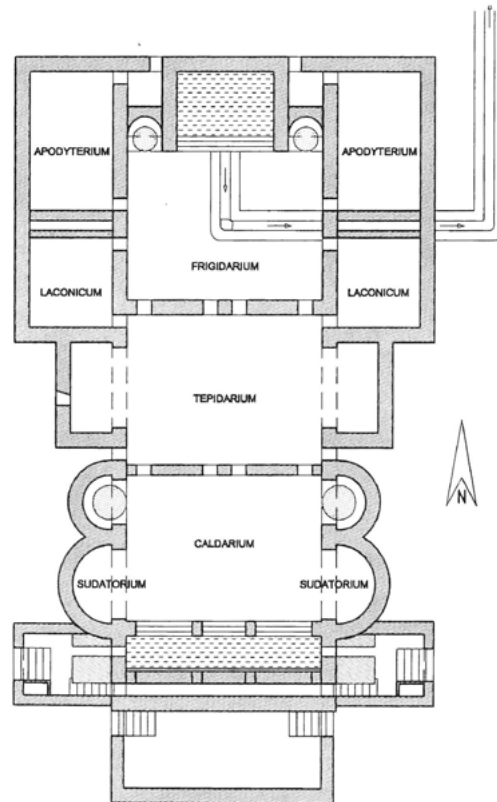 APODYTERIUM
APODYTERIUM
FRIGIDARIUM
LACONICUM
LACONICUM
TEPIDARIUM
N
CALDARIUM
SUDATORIUM
SUDATORIUM